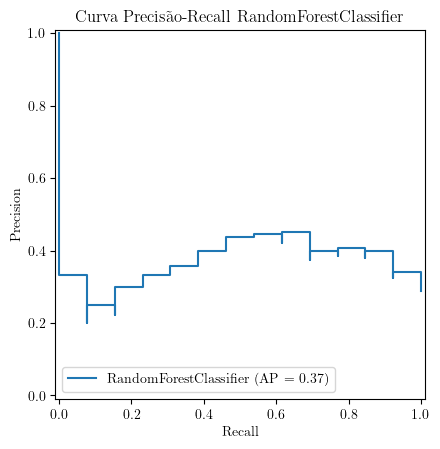 Curva Precisão-Recall RandomForestClassifier
1.0
0.8
0.6
0.4
0.2
0.0
Precision
RandomForestClassifier (AP = 0.37)
0.0 0.2 0.4 0.6 0.8 1.0
Recall